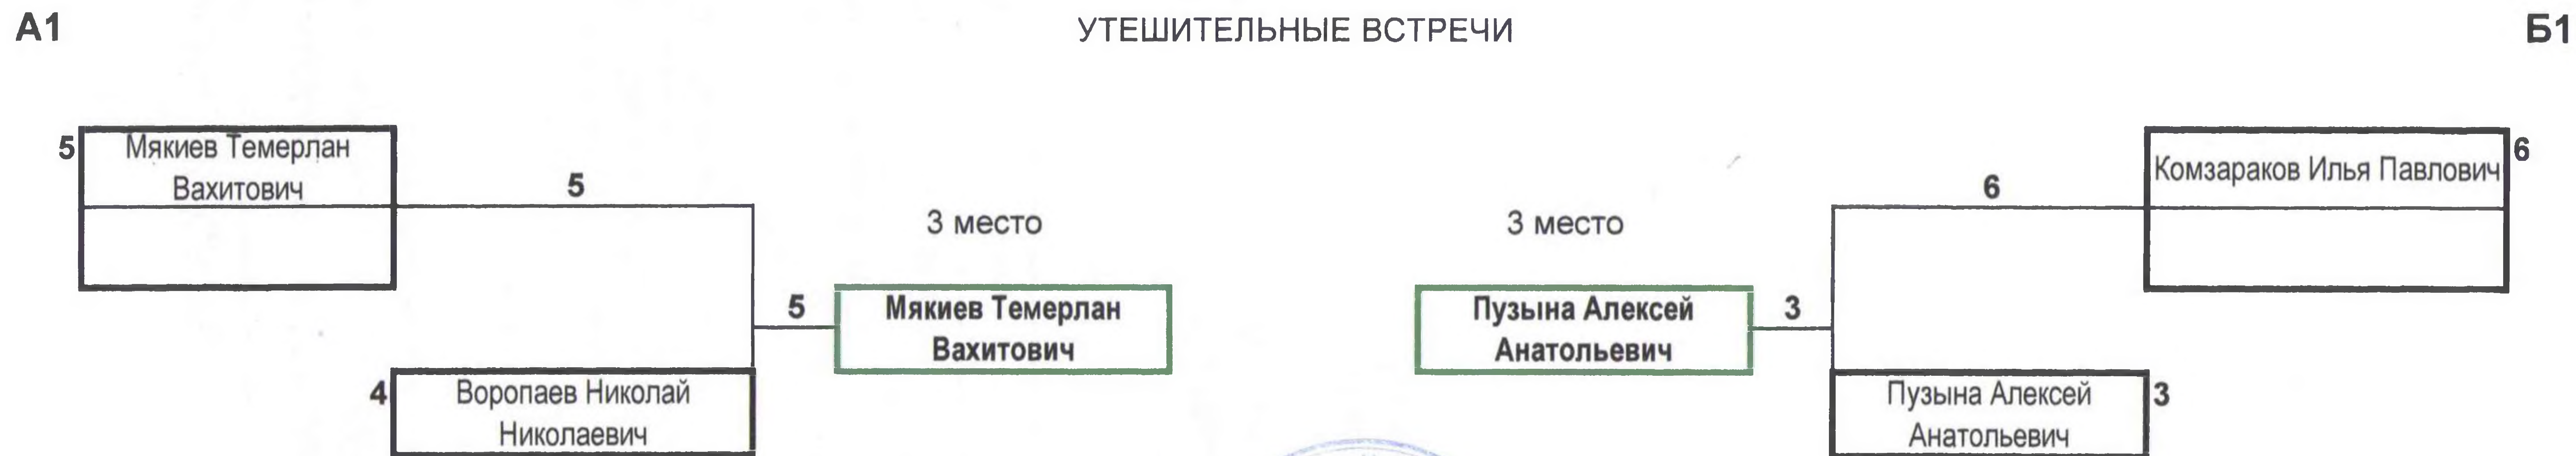 А1
УТЕШИТЕЛЬНЫЕ ВСТРЕЧИ
Б1
5
Мякиев Темерлан
Вахитович
5
3 место
5
Мякиев Темерлан
Вахитович
4
Воропаев Николай
Николаевич
6
Комзараков Илья Павлович
6
3 место
Пузына Алексей
Анатольевич
3
Пузына Алексей
Анатольевич
3